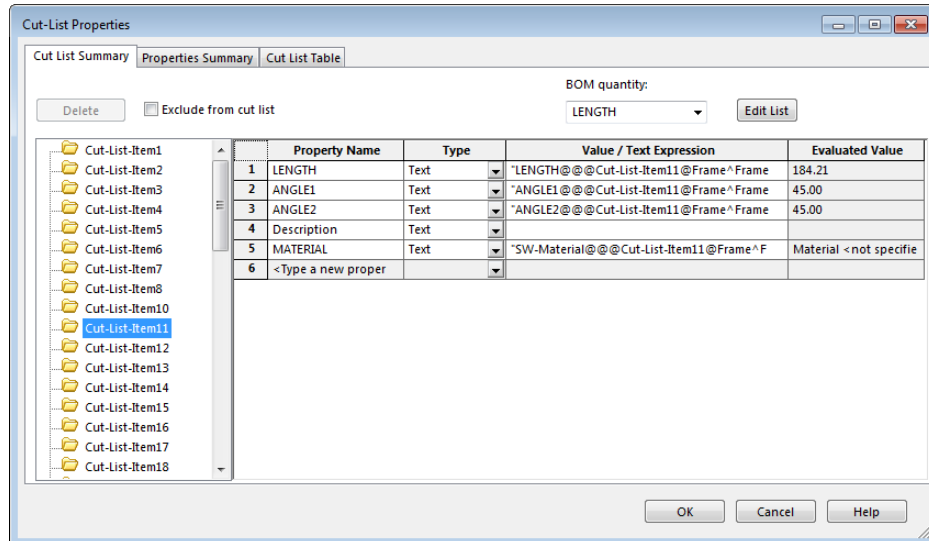 Cut-List Properties
Cut List Summary Properties Summary Cut List Table
BOM quantity:
Delete Exclude from cut list LENGTH Edit List
Property Name Type Value / Text Expression Evaluated Value
1 LENGTH Text "LENGTH@@@Cut-List-Item11@Frame^Frame 184.21
2 ANGLE1 Text "ANGLE1@@@Cut-List-Item11@Frame^Frame 45.00
3 ANGLE2 Text "ANGLE2@@@Cut-List-Item11@Frame^Frame 45.00
4 Description Text
5 MATERIAL Text "SW-Material@@@Cut-List-Item11@Frame^F Material <not specifie
6 <Type a new proper
Cut-List-Item1
Cut-List-Item2
Cut-List-Item3
Cut-List-Item4
Cut-List-Item5
Cut-List-Item6
Cut-List-Item7
Cut-List-Item8
Cut-List-Item10
Cut-List-Item11
Cut-List-Item12
Cut-List-Item13
Cut-List-Item14
Cut-List-Item15
Cut-List-Item16
Cut-List-Item17
Cut-List-Item18
OK Cancel Help